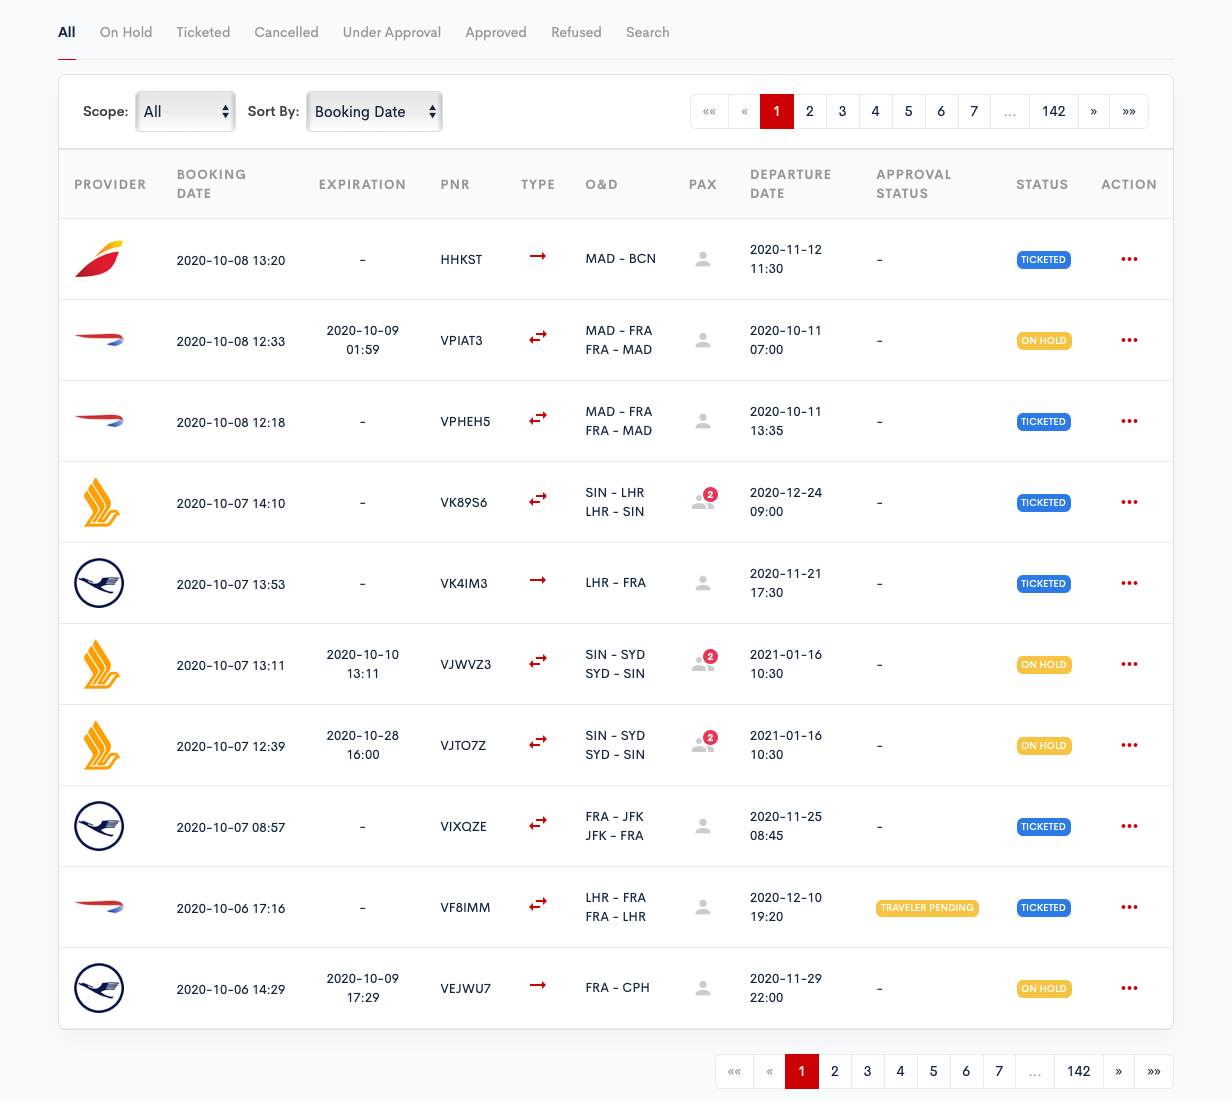 All On Hold Ticketed Cancelled Under Approval Approved Refused Search
Scope: All Sort By: Booking Date «« « 1 2 3 4 5 6 7 ... 142 » »»
PROVIDER BOOKING DATE EXPIRATION PNR TYPE O&D PAX DEPARTURE DATE APPROVAL STATUS STATUS ACTION
2020-10-08 13:20 - HHKST MAD - BCN 2020-11-12 11:30 - TICKETED •••
2020-10-08 12:33 2020-10-09 01:59 VPIAT3 MAD - FRA FRA - MAD 2020-10-11 07:00 - ON HOLD •••
2020-10-08 12:18 - VPHEH5 MAD - FRA FRA - MAD 2020-10-11 13:35 - TICKETED •••
2020-10-07 14:10 - VK89S6 SIN - LHR LHR - SIN 2 2020-12-24 09:00 - TICKETED •••
2020-10-07 13:53 - VK4IM3 LHR - FRA 2020-11-21 17:30 - TICKETED •••
2020-10-07 13:11 2020-10-10 13:11 VJWVZ3 SIN - SYD SYD - SIN 2 2021-01-16 10:30 - ON HOLD •••
2020-10-07 12:39 2020-10-28 16:00 VJTO7Z SIN - SYD SYD - SIN 2 2021-01-16 10:30 - ON HOLD •••
2020-10-07 08:57 - VIXQZE FRA - JFK JFK - FRA 2020-11-25 08:45 - TICKETED •••
2020-10-06 17:16 - VF8IMM LHR - FRA FRA - LHR 2020-12-10 19:20 TRAVELER PENDING TICKETED •••
2020-10-06 14:29 2020-10-09 17:29 VEJWU7 FRA - CPH 2020-11-29 22:00 - ON HOLD •••
«« « 1 2 3 4 5 6 7 ... 142 » »»